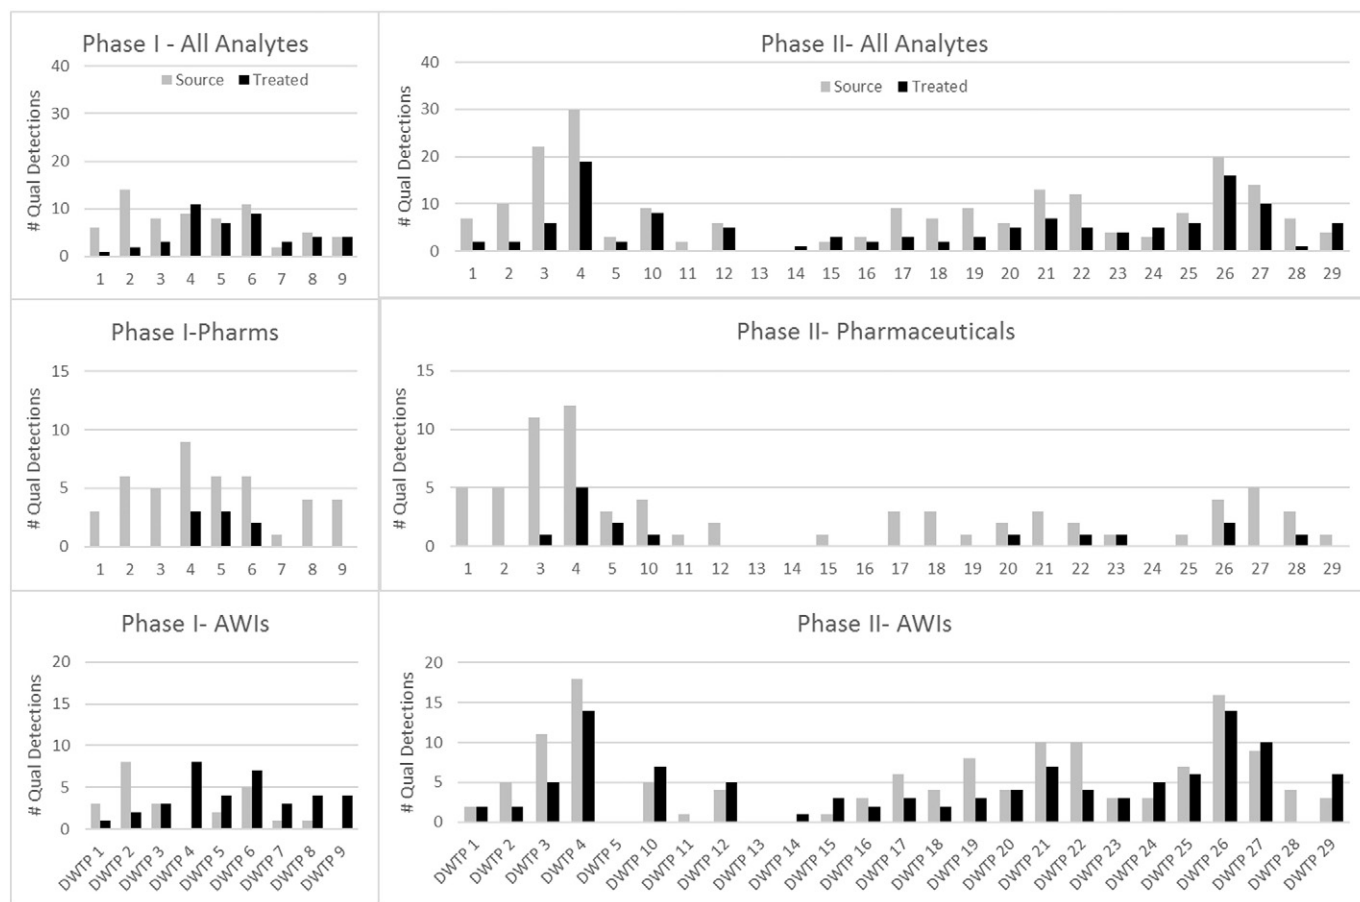 Phase I - All Analytes
# Qual Detections
40
30
20
10
0
Source Treated
1 2 3 4 5 6 7 8 9
Phase II- All Analytes
# Qual Detections
40
30
20
10
0
Source Treated
1 2 3 4 5 10 11 12 13 14 15 16 17 18 19 20 21 22 23 24 25 26 27 28 29
Phase I-Pharms
# Qual Detections
15
10
5
0
1 2 3 4 5 6 7 8 9
Phase II- Pharmaceuticals
# Qual Detections
15
10
5
0
1 2 3 4 5 10 11 12 13 14 15 16 17 18 19 20 21 22 23 24 25 26 27 28 29
Phase I- AWIs
# Qual Detections
20
15
10
5
0
DWTP 1
DWTP 2
DWTP 3
DWTP 4
DWTP 5
DWTP 6
DWTP 7
DWTP 8
DWTP 9
Phase II- AWIs
# Qual Detections
20
15
10
5
0
DWTP 1
DWTP 2
DWTP 3
DWTP 4
DWTP 5
DWTP 10
DWTP 11
DWTP 12
DWTP 13
DWTP 14
DWTP 15
DWTP 16
DWTP 17
DWTP 18
DWTP 19
DWTP 20
DWTP 21
DWTP 22
DWTP 23
DWTP 24
DWTP 25
DWTP 26
DWTP 27
DWTP 28
DWTP 29